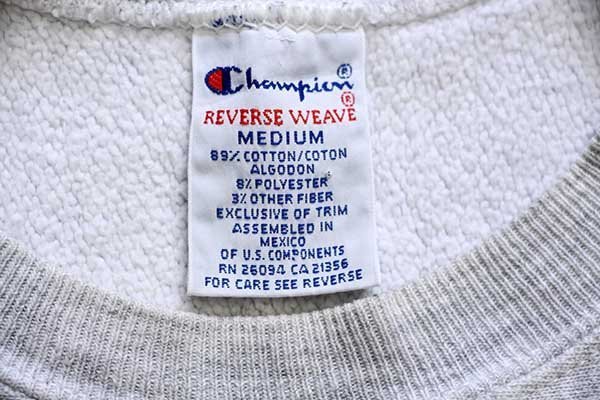 Champion®
REVERSE WEAVE®
MEDIUM
89% COTTON/COTON
ALGODON
8% POLYESTER
3% OTHER FIBER
EXCLUSIVE OF TRIM
ASSEMBLED IN
MEXICO
OF U.S. COMPONENTS
RN 26094 CA 21356
FOR CARE SEE REVERSE